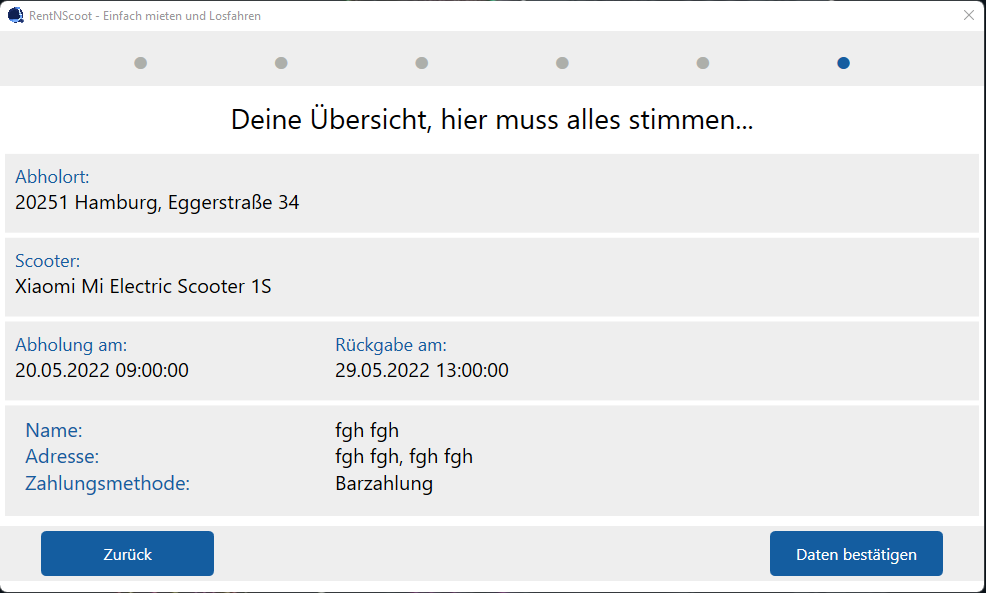 RentNScoot - Einfach mieten und Losfahren
Deine Übersicht, hier muss alles stimmen...
Abholort:
20251 Hamburg, Eggerstraße 34
Scooter:
Xiaomi Mi Electric Scooter 1S
Abholung am: Rückgabe am:
20.05.2022 09:00:00 29.05.2022 13:00:00
Name: fgh fgh
Adresse: fgh fgh, fgh fgh
Zahlungsmethode: Barzahlung
Zurück Daten bestätigen